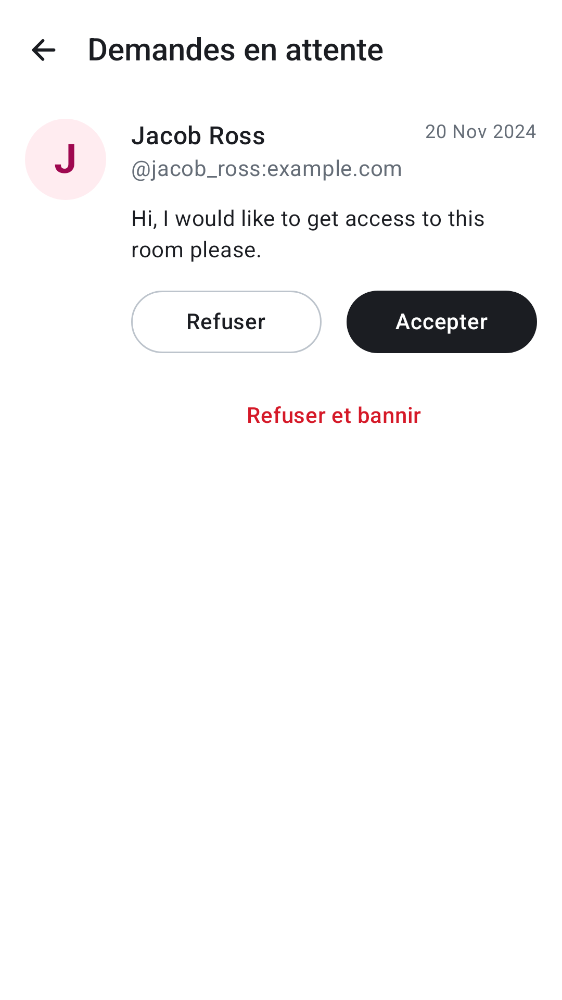 Demandes en attente
J
Jacob Ross
20 Nov 2024
@jacob_ross:example.com
Hi, I would like to get access to this
room please.
Refuser
Accepter
Refuser et bannir